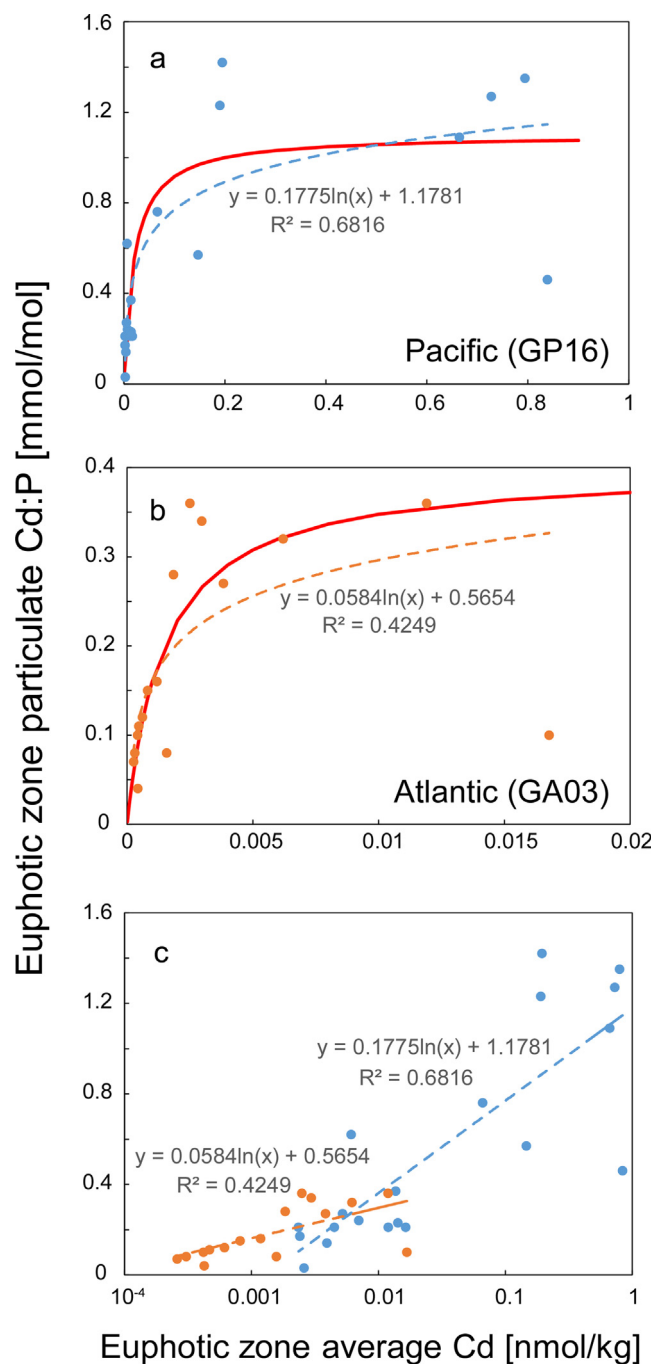 Euphotic zone particulate Cd:P [mmol/mol]
a
1.6
1.2
0.8
0.4
0
y = 0.1775ln(x) + 1.1781
R² = 0.6816
Pacific (GP16)
0 0.2 0.4 0.6 0.8 1
b
0.4
0.3
0.2
0.1
0
y = 0.0584ln(x) + 0.5654
R² = 0.4249
Atlantic (GA03)
0 0.005 0.01 0.015 0.02
c
1.6
1.2
0.8
0.4
0
y = 0.1775ln(x) + 1.1781
R² = 0.6816
y = 0.0584ln(x) + 0.5654
R² = 0.4249
10⁻⁴ 0.001 0.01 0.1 1
Euphotic zone average Cd [nmol/kg]